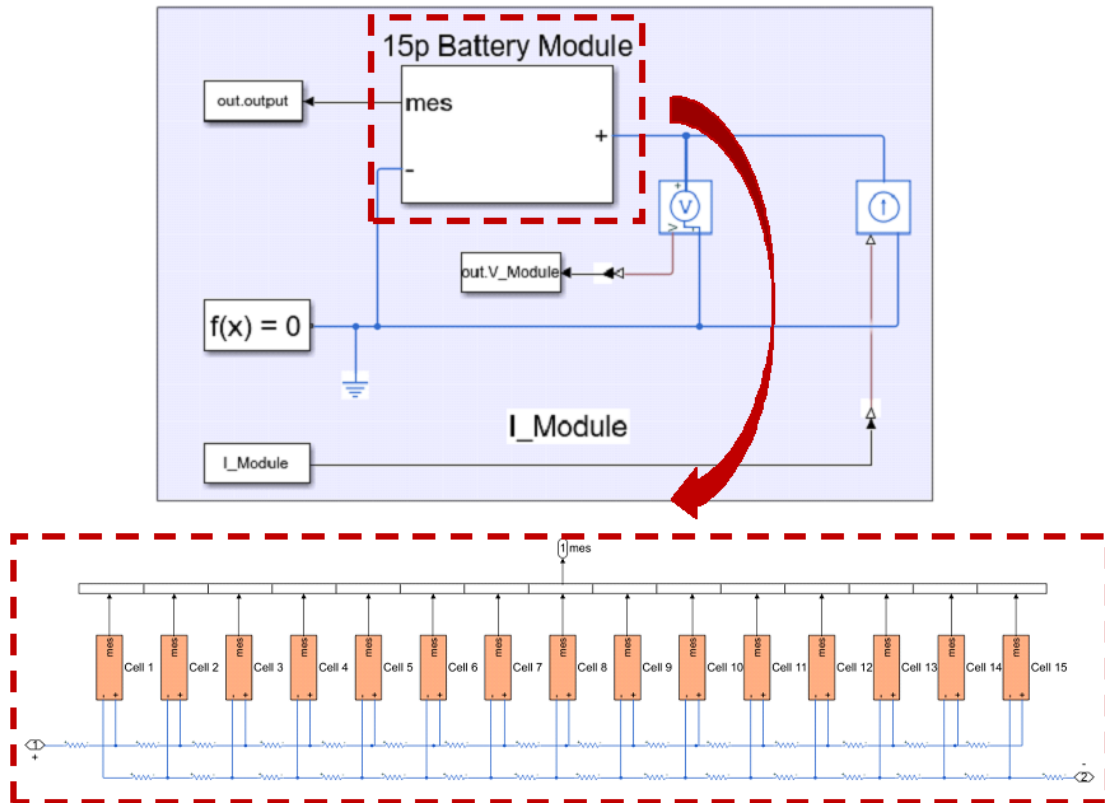 15p Battery Module
out.output
mes
+
-
+
V
V
-
out.V_Module
f(x) = 0
I_Module
I_Module
1 mes
mes Cell 1 mes Cell 2 mes Cell 3 mes Cell 4 mes Cell 5 mes Cell 6 mes Cell 7 mes Cell 8 mes Cell 9 mes Cell 10 mes Cell 11 mes Cell 12 mes Cell 13 mes Cell 14 mes Cell 15
- + - + - + - + - + - + - + - + - + - + - + - + - + - + - +
1
+
-
2